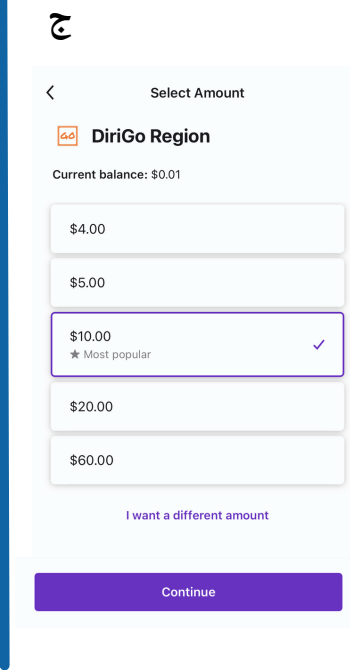 ج
Select Amount
GO DiriGo Region
Current balance: $0.01
$4.00
$5.00
$10.00
★ Most popular
$20.00
$60.00
I want a different amount
Continue